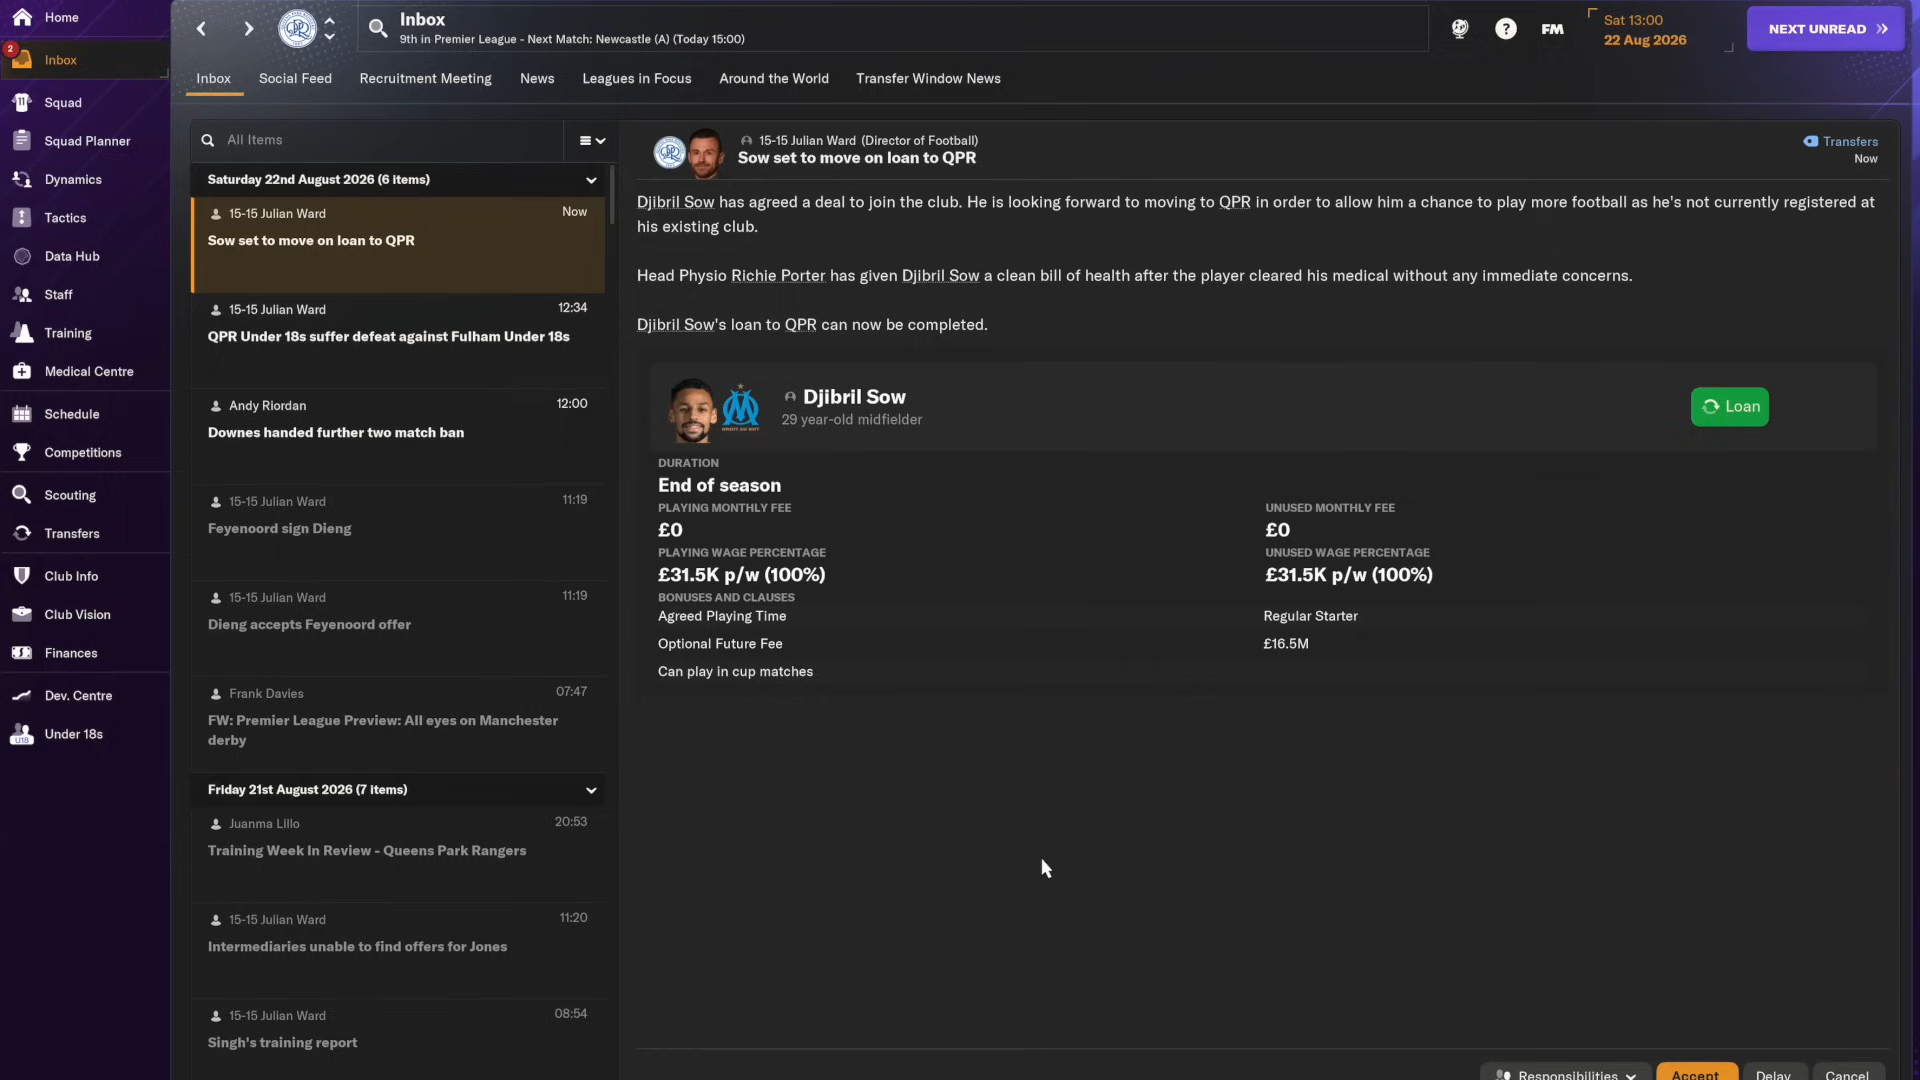 Home
2
Inbox
Squad
Squad Planner
Dynamics
Tactics
Data Hub
Staff
Training
Medical Centre
Schedule
Competitions
Scouting
Transfers
Club Info
Club Vision
Finances
Dev. Centre
Under 18s
Inbox
9th in Premier League - Next Match: Newcastle (A) (Today 15:00)
FM
Sat 13:00
22 Aug 2026
NEXT UNREAD
Inbox Social Feed Recruitment Meeting News Leagues in Focus Around the World Transfer Window News
All Items
Saturday 22nd August 2026 (6 items)
15-15 Julian Ward Now
Sow set to move on loan to QPR
15-15 Julian Ward 12:34
QPR Under 18s suffer defeat against Fulham Under 18s
Andy Riordan 12:00
Downes handed further two match ban
15-15 Julian Ward 11:19
Feyenoord sign Dieng
15-15 Julian Ward 11:19
Dieng accepts Feyenoord offer
Frank Davies 07:47
FW: Premier League Preview: All eyes on Manchester
derby
Friday 21st August 2026 (7 items)
Juanma Lillo 20:53
Training Week In Review - Queens Park Rangers
15-15 Julian Ward 11:20
Intermediaries unable to find offers for Jones
15-15 Julian Ward 08:54
Singh's training report
15-15 Julian Ward (Director of Football)
Sow set to move on loan to QPR
Transfers
Now
Djibril Sow has agreed a deal to join the club. He is looking forward to moving to QPR in order to allow him a chance to play more football as he's not currently registered at
his existing club.
Head Physio Richie Porter has given Djibril Sow a clean bill of health after the player cleared his medical without any immediate concerns.
Djibril Sow's loan to QPR can now be completed.
Djibril Sow
29 year-old midfielder
Loan
DURATION
End of season
PLAYING MONTHLY FEE UNUSED MONTHLY FEE
£0 £0
PLAYING WAGE PERCENTAGE UNUSED WAGE PERCENTAGE
£31.5K p/w (100%) £31.5K p/w (100%)
BONUSES AND CLAUSES
Agreed Playing Time Regular Starter
Optional Future Fee £16.5M
Can play in cup matches
Responsibilities Accept Delay Cancel